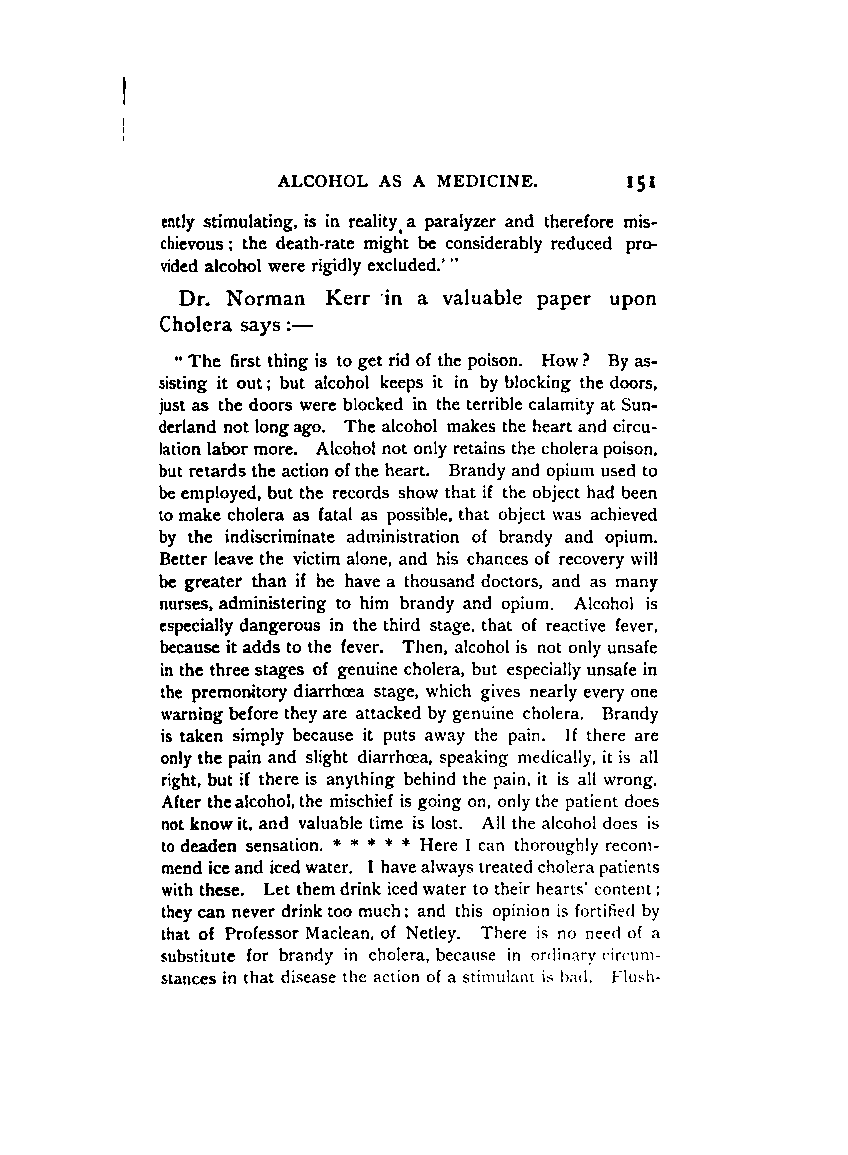 ALCOHOL AS A MEDICINE. 151
ently stimulating, is in reality a paralyzer and therefore mis-
chievous; the death-rate might be considerably reduced pro-
vided alcohol were rigidly excluded.' "
Dr. Norman Kerr in a valuable paper upon
Cholera says :—
" The first thing is to get rid of the poison. How? By as-
sisting it out; but alcohol keeps it in by blocking the doors,
just as the doors were blocked in the terrible calamity at Sun-
derland not long ago. The alcohol makes the heart and circu-
lation labor more. Alcohol not only retains the cholera poison,
but retards the action of the heart. Brandy and opium used to
be employed, but the records show that if the object had been
to make cholera as fatal as possible, that object was achieved
by the indiscriminate administration of brandy and opium.
Better leave the victim alone, and his chances of recovery will
be greater than if he have a thousand doctors, and as many
nurses, administering to him brandy and opium. Alcohol is
especially dangerous in the third stage, that of reactive fever,
because it adds to the fever. Then, alcohol is not only unsafe
in the three stages of genuine cholera, but especially unsafe in
the premonitory diarrhœa stage, which gives nearly every one
warning before they are attacked by genuine cholera. Brandy
is taken simply because it puts away the pain. If there are
only the pain and slight diarrhœa, speaking medically, it is all
right, but if there is anything behind the pain, it is all wrong.
After the alcohol, the mischief is going on, only the patient does
not know it, and valuable time is lost. All the alcohol does is
to deaden sensation. * * * * * Here I can thoroughly recom-
mend ice and iced water. I have always treated cholera patients
with these. Let them drink iced water to their hearts' content;
they can never drink too much; and this opinion is fortified by
that of Professor Maclean, of Netley. There is no need of a
substitute for brandy in cholera, because in ordinary circum-
stances in that disease the action of a stimulant is bad. Flush-